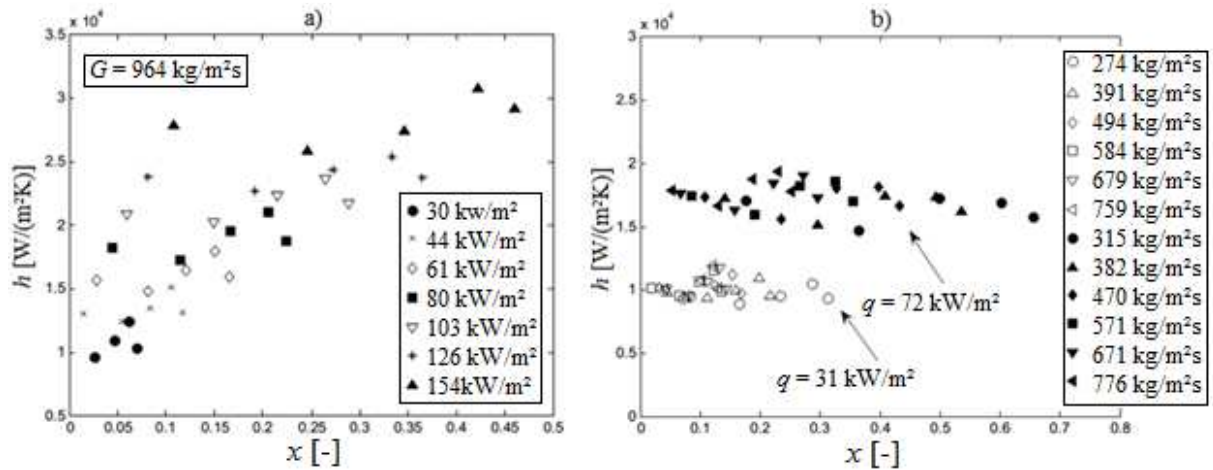 a)
x 10⁴
G = 964 kg/m²s
3.5
3
2.5
2
1.5
1
0.5
h [W/(m²K)]
30 kw/m²
44 kW/m²
61 kW/m²
80 kW/m²
103 kW/m²
126 kW/m²
154kW/m²
0 0.05 0.1 0.15 0.2 0.25 0.3 0.35 0.4 0.45 0.5
x [-]
b)
x 10⁴
3
2.5
2
1.5
1
0.5
0
h [W/(m²K)]
q = 72 kW/m²
q = 31 kW/m²
274 kg/m²s
391 kg/m²s
494 kg/m²s
584 kg/m²s
679 kg/m²s
759 kg/m²s
315 kg/m²s
382 kg/m²s
470 kg/m²s
571 kg/m²s
671 kg/m²s
776 kg/m²s
0 0.1 0.2 0.3 0.4 0.5 0.6 0.7 0.8
x [-]